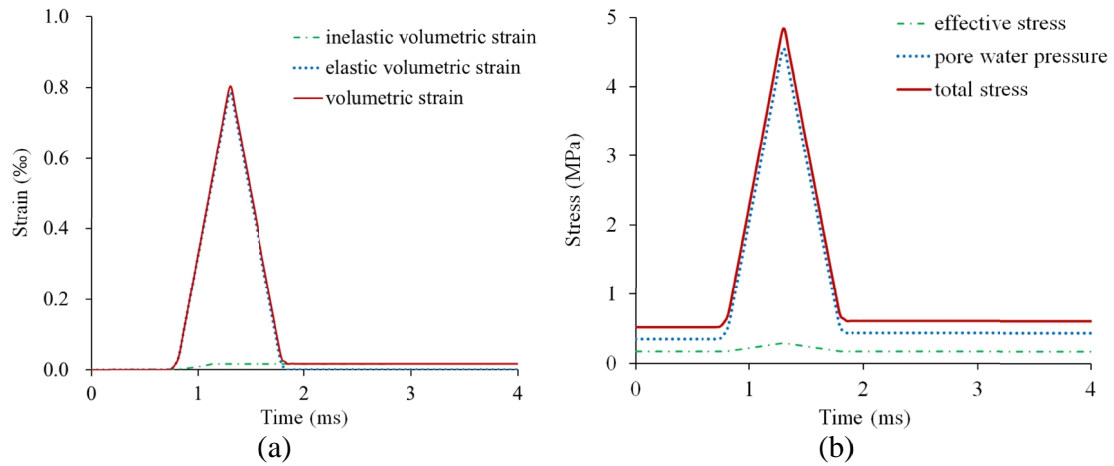 1.0
0.8
0.6
0.4
0.2
0.0
Strain (‰)
inelastic volumetric strain
elastic volumetric strain
volumetric strain
0 1 2 3 4
Time (ms)
(a)
5
4
3
2
1
0
Stress (MPa)
effective stress
pore water pressure
total stress
0 1 2 3 4
Time (ms)
(b)